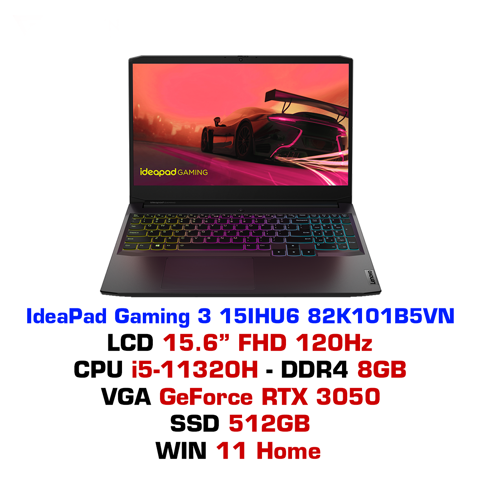 ideapad GAMING
Lenovo
IdeaPad Gaming 3 15IHU6 82K101B5VN
LCD 15.6” FHD 120Hz
CPU i5-11320H - DDR4 8GB
VGA GeForce RTX 3050
SSD 512GB
WIN 11 Home